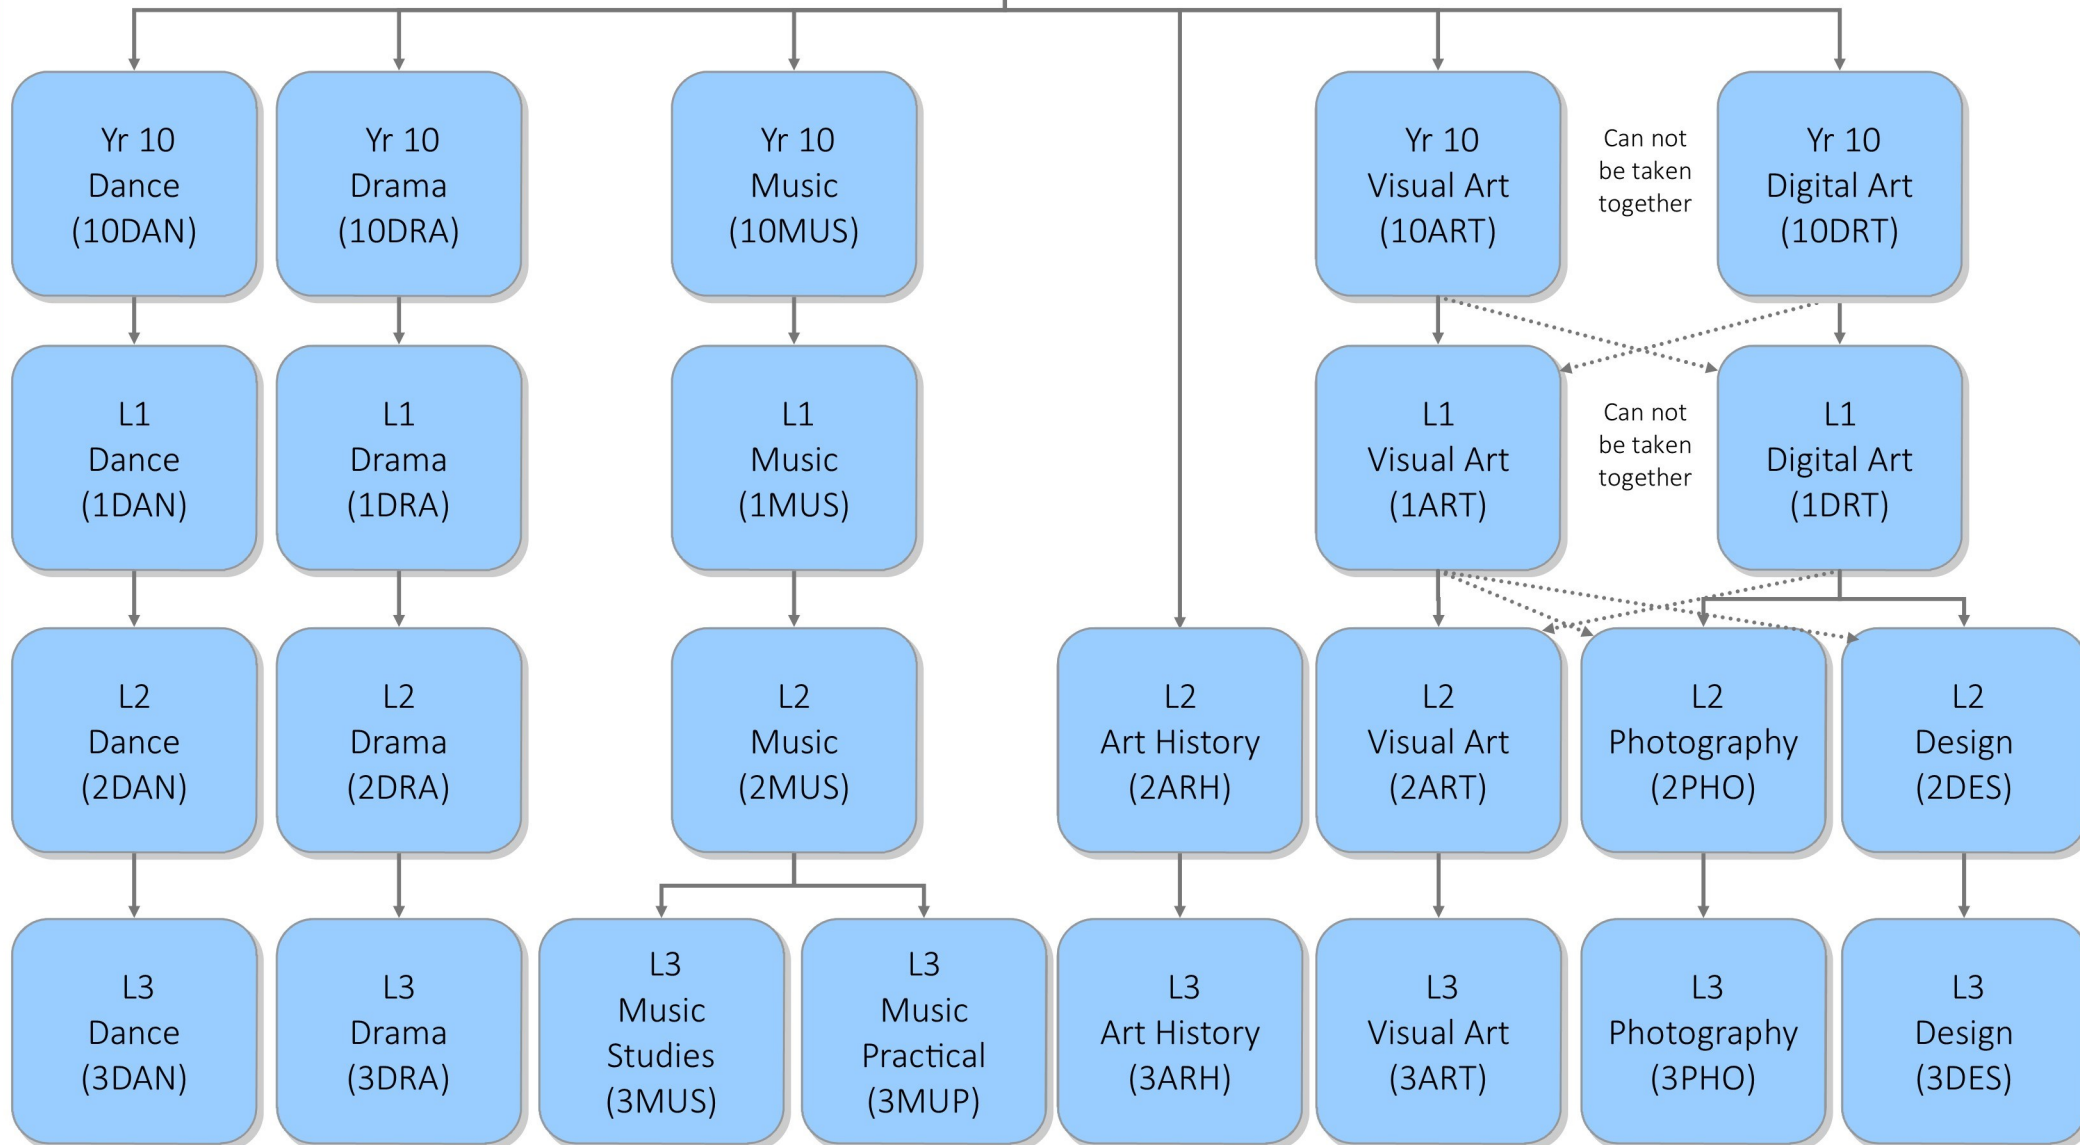 Yr 10
Dance
(10DAN)
Yr 10
Drama
(10DRA)
Yr 10
Music
(10MUS)
Yr 10
Visual Art
(10ART)
Can not
be taken
together
Yr 10
Digital Art
(10DRT)
L1
Dance
(1DAN)
L1
Drama
(1DRA)
L1
Music
(1MUS)
L1
Visual Art
(1ART)
Can not
be taken
together
L1
Digital Art
(1DRT)
L2
Dance
(2DAN)
L2
Drama
(2DRA)
L2
Music
(2MUS)
L2
Art History
(2ARH)
L2
Visual Art
(2ART)
L2
Photography
(2PHO)
L2
Design
(2DES)
L3
Dance
(3DAN)
L3
Drama
(3DRA)
L3
Music
Studies
(3MUS)
L3
Music
Practical
(3MUP)
L3
Art History
(3ARH)
L3
Visual Art
(3ART)
L3
Photography
(3PHO)
L3
Design
(3DES)